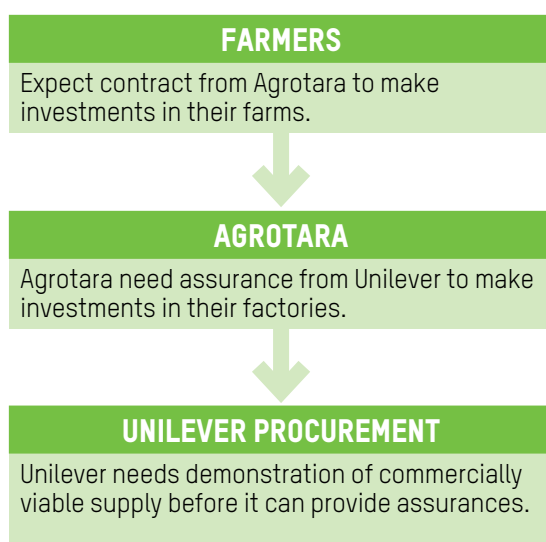 FARMERS
Expect contract from Agrotara to make
investments in their farms.
AGROTARA
Agrotara need assurance from Unilever to make
investments in their factories.
UNILEVER PROCUREMENT
Unilever needs demonstration of commercially
viable supply before it can provide assurances.